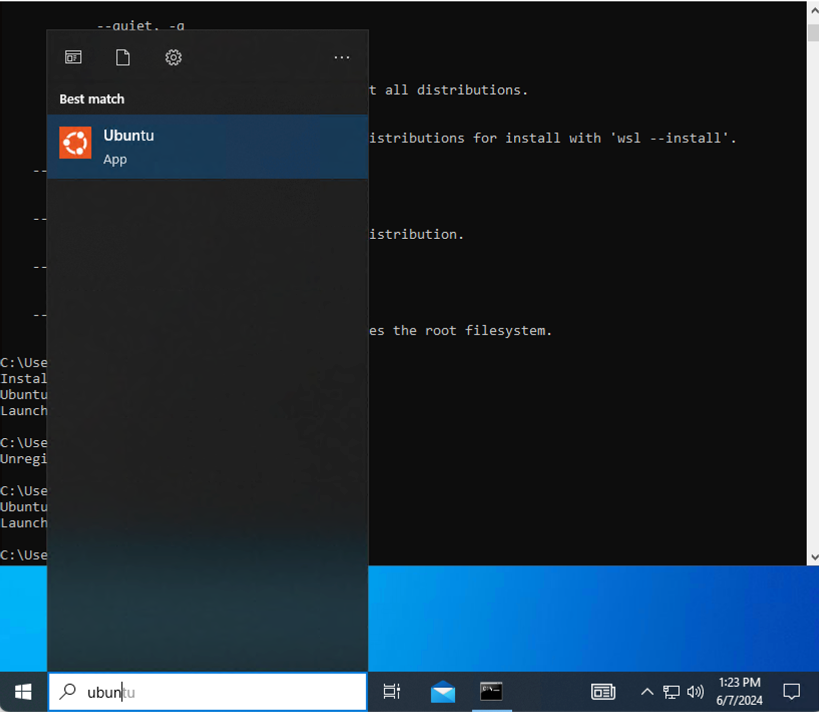 --quiet, -q
t all distributions.
istributions for install with 'wsl --install'.
--
--
istribution.
--
--
es the root filesystem.
C:\Use
Instal
Ubuntu
Launch
C:\Use
Unregi
C:\Use
Ubuntu
Launch
C:\Use
Best match
Ubuntu
App
ubuntu
1:23 PM
6/7/2024